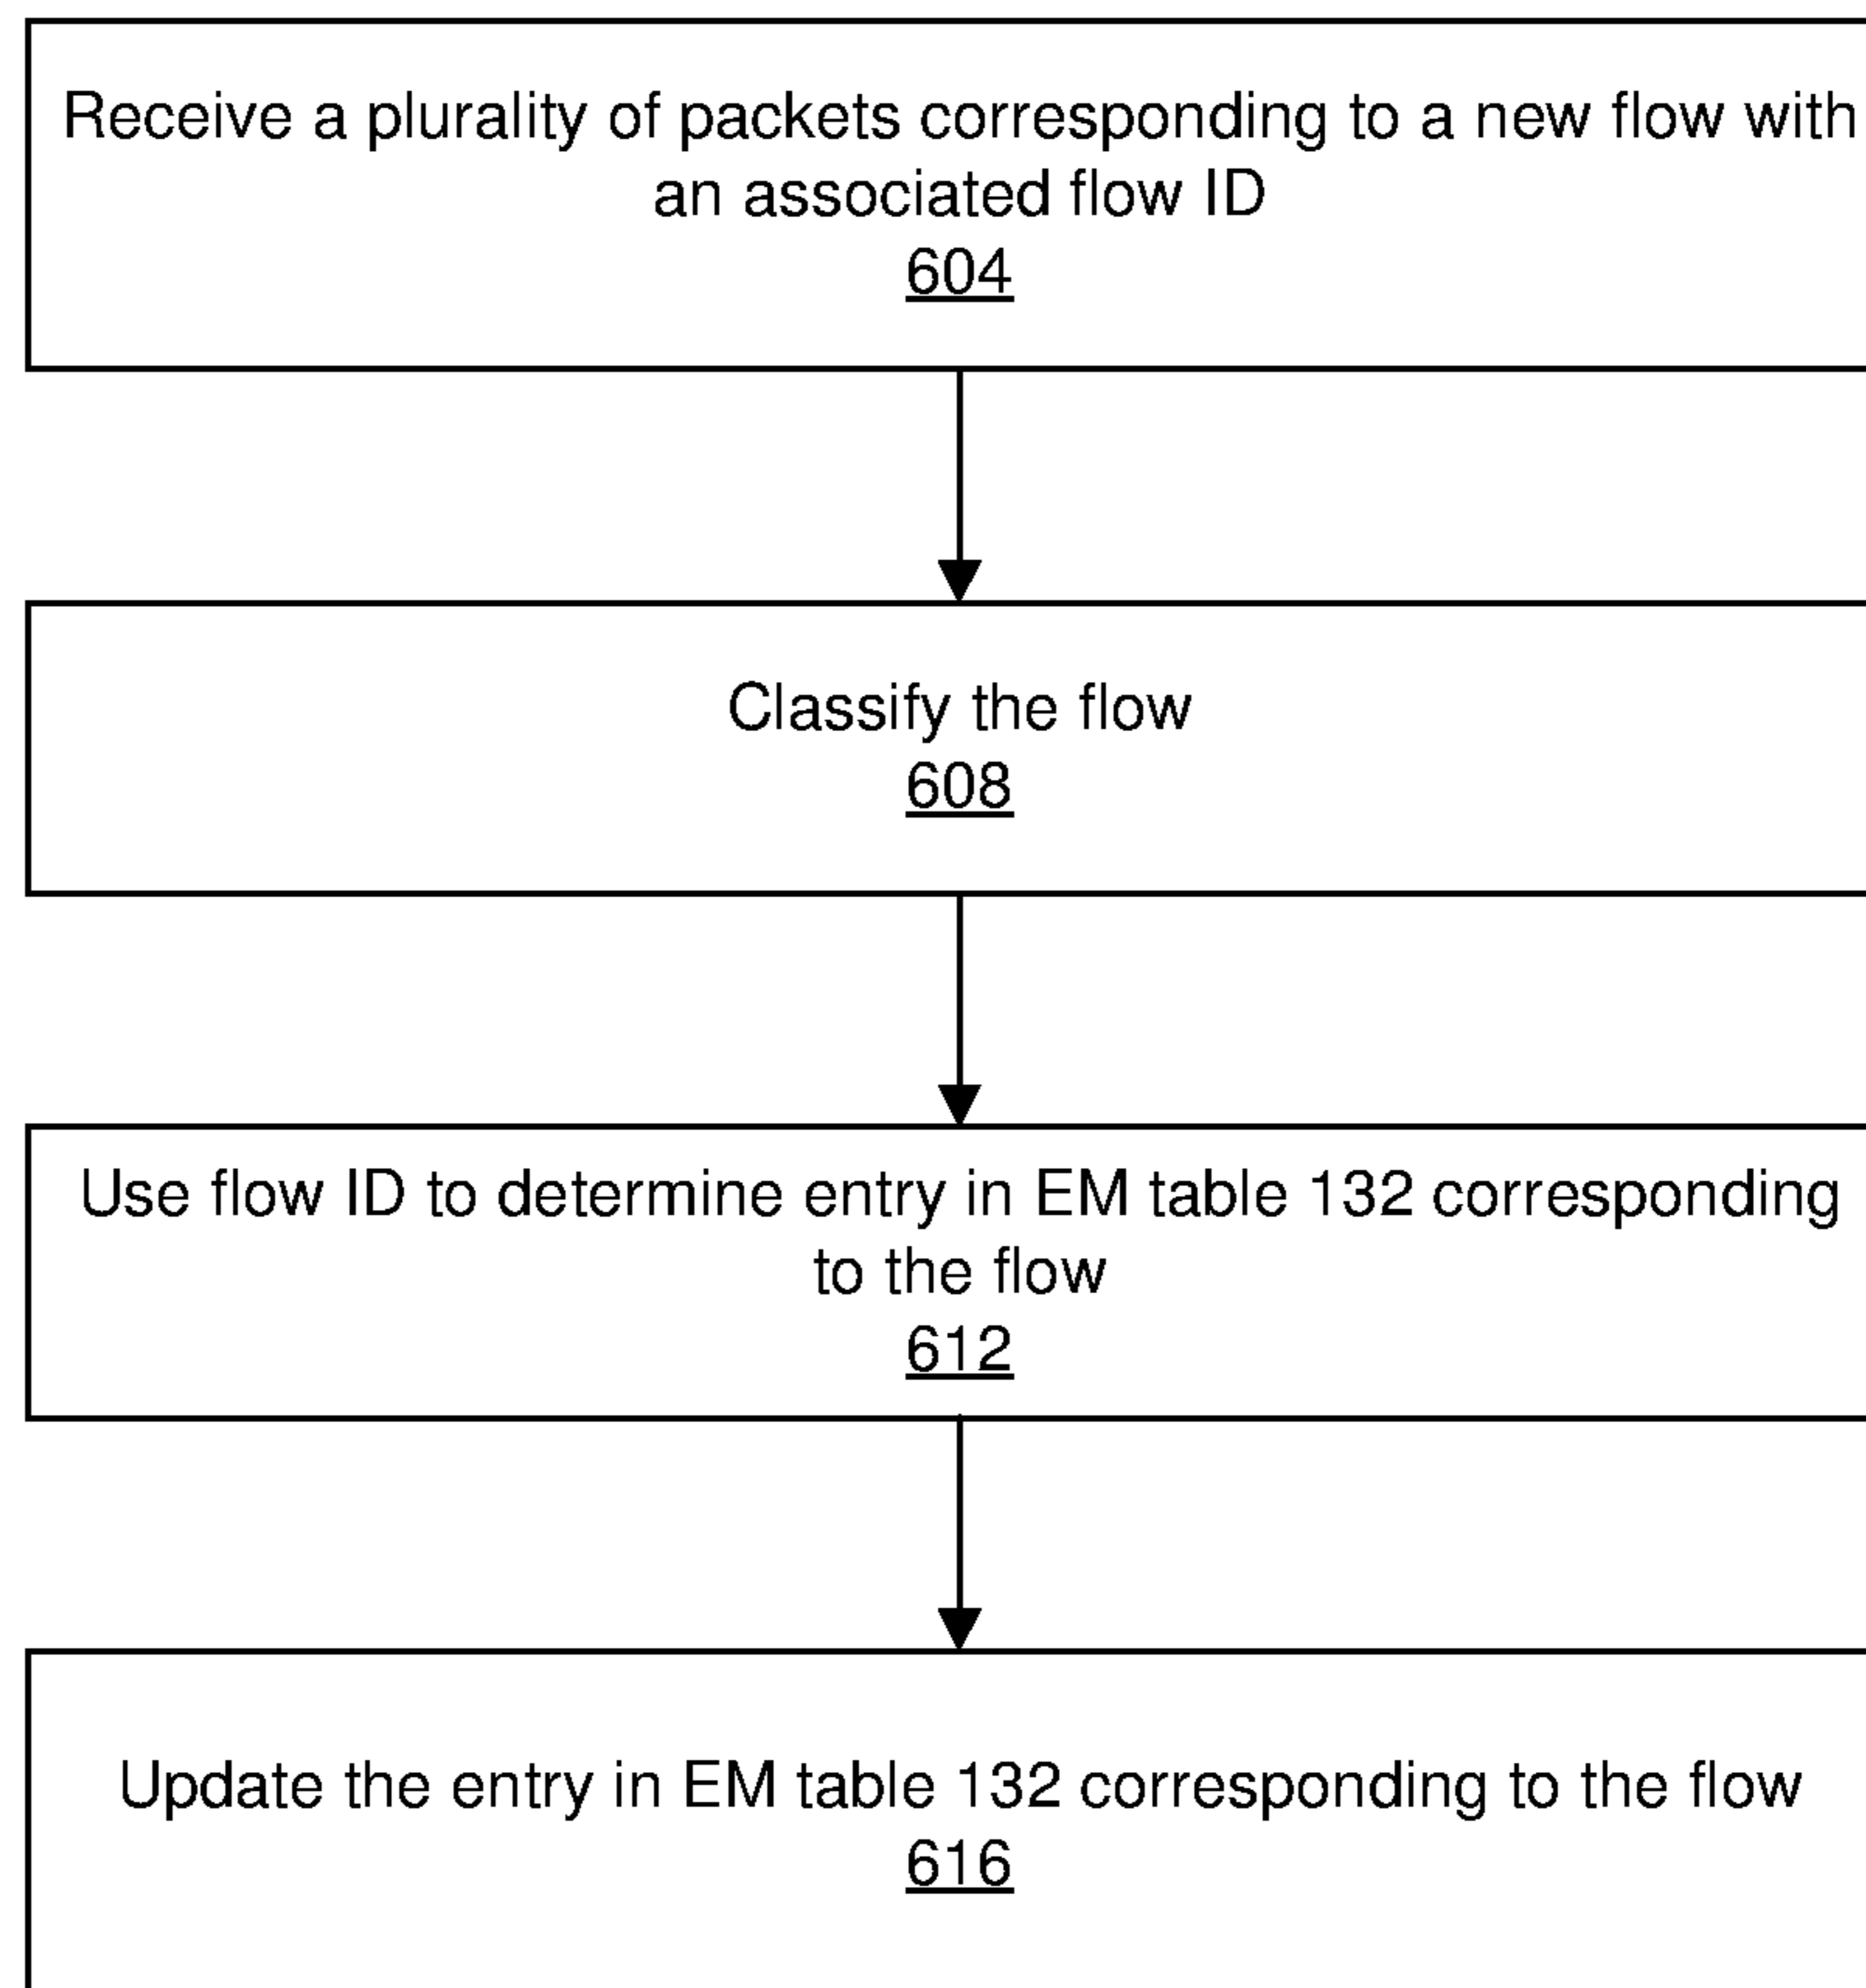 Receive a plurality of packets corresponding to a new flow with
an associated flow ID
604
Classify the flow
608
Use flow ID to determine entry in EM table 132 corresponding
to the flow
612
Update the entry in EM table 132 corresponding to the flow
616